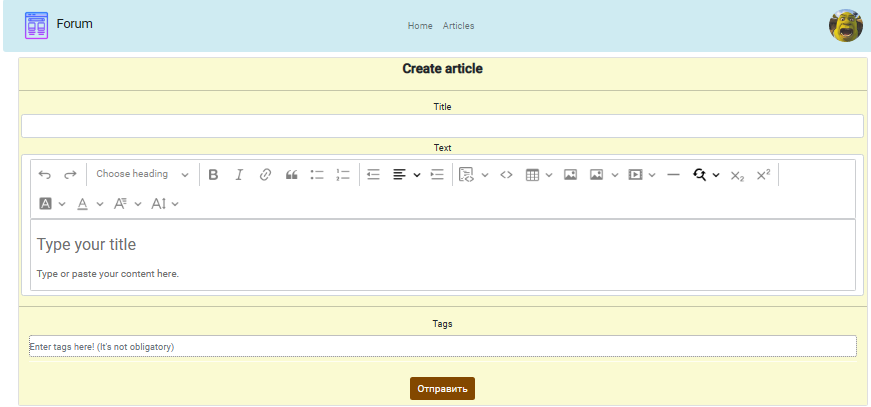 Forum
Home Articles
Create article
Title
Text
Choose heading
Type your title
Type or paste your content here.
Tags
Enter tags here! (It's not obligatory)
Отправить